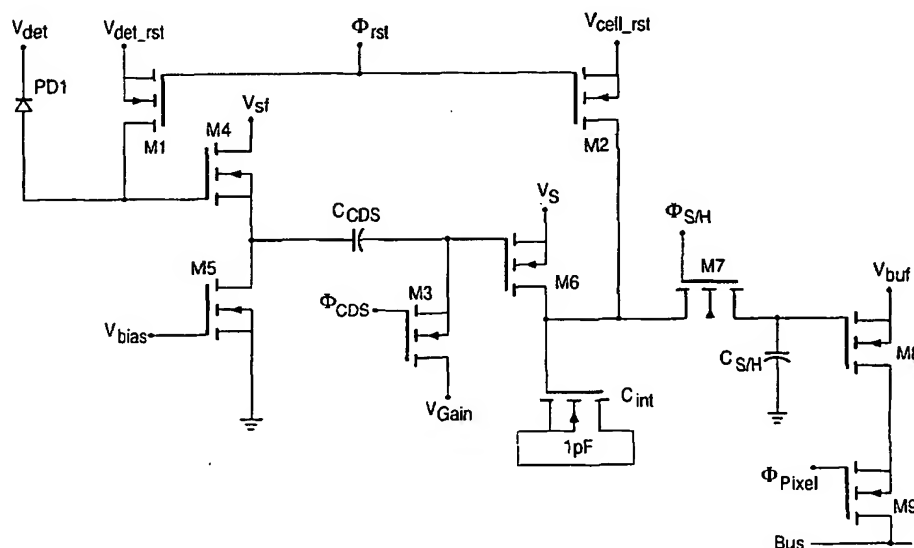 V_det
V_det_rst
Φ_rst
V_cell_rst
PD1
M1
M4
V_sf
M2
C_CDS
V_S
Φ_S/H
M5
M3
M6
M7
V_buf
Φ_CDS
V_bias
C_S/H
M8
V_Gain
C_int
1pF
Φ_Pixel
M9
Bus